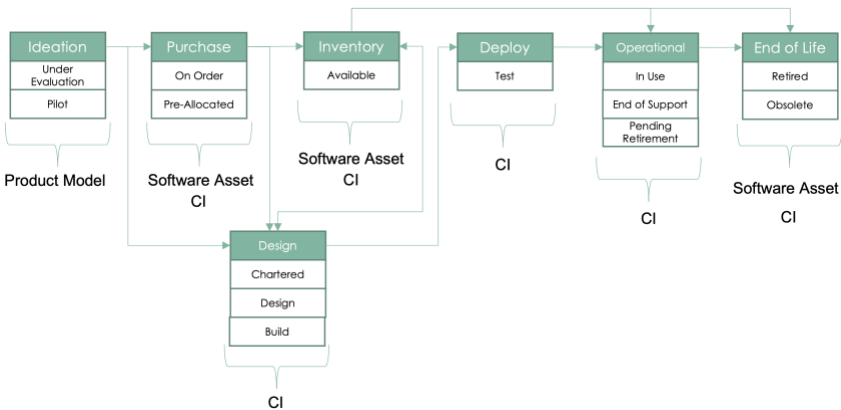 Ideation
Under
Evaluation
Pilot
Product Model
Purchase
On Order
Pre-Allocated
Software Asset
CI
Inventory
Available
Software Asset
CI
Deploy
Test
CI
Operational
In Use
End of Support
Pending
Retirement
CI
End of Life
Retired
Obsolete
Software Asset
CI
Design
Chartered
Design
Build
CI